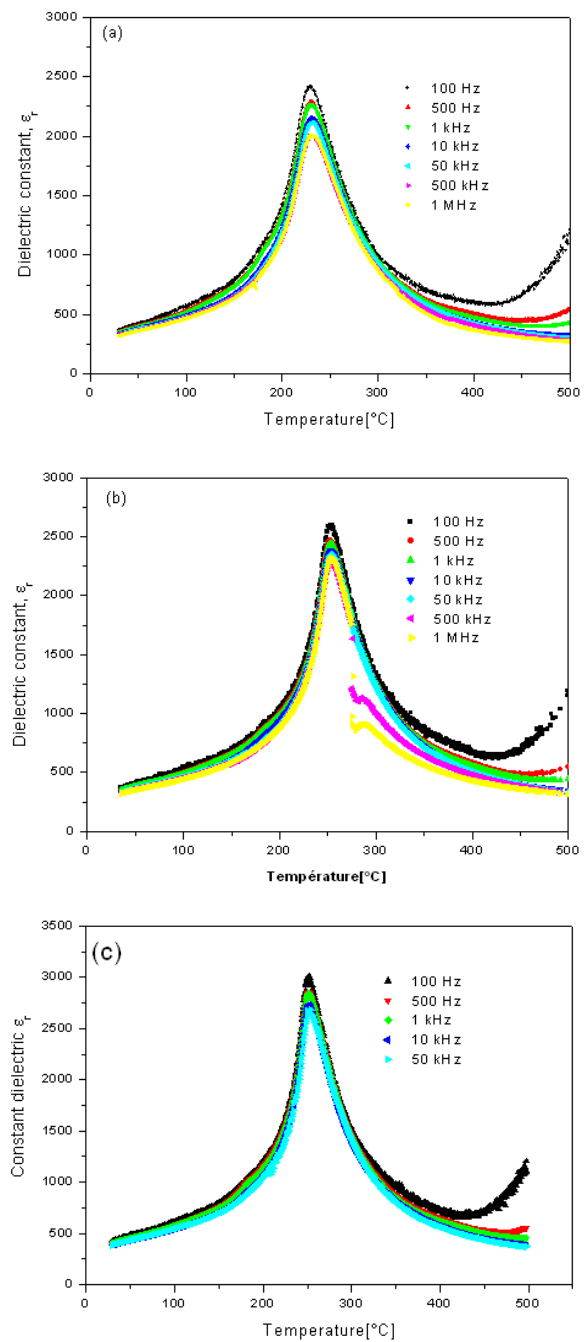 (a)
Dielectric constant, εr
3000
2500
2000
1500
1000
500
0
100 Hz
500 Hz
1 kHz
10 kHz
50 kHz
500 kHz
1 MHz
0 100 200 300 400 500
Temperature[°C]
(b)
Dielectric constant, εr
3000
2500
2000
1500
1000
500
0
100 Hz
500 Hz
1 kHz
10 kHz
50 kHz
500 kHz
1 MHz
0 100 200 300 400 500
Température[°C]
(c)
Constant dielectric εr
3500
3000
2500
2000
1500
1000
500
0
100 Hz
500 Hz
1 kHz
10 kHz
50 kHz
0 100 200 300 400 500
Temperature[°C]